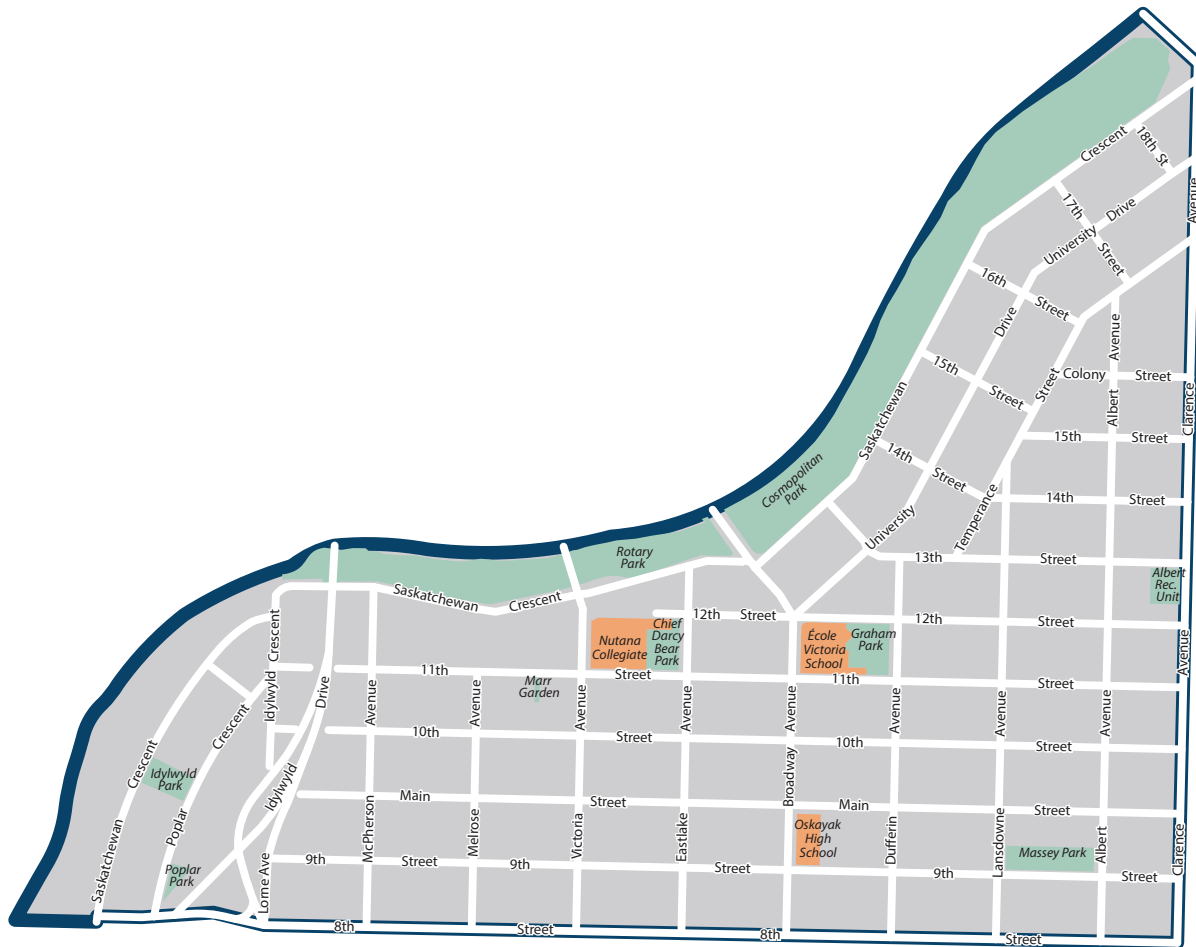 Crescent
18th St
Avenue
17th
Street
University
Drive
16th
Street
Drive
Avenue
15th
Street
Street
Colony
Street
Albert
Clarence
Saskatchewan
15th
Street
14th
Street
14th
Street
Cosmopolitan
Park
University
Temperance
13th
Street
Rotary
Park
Albert
Rec.
Unit
Saskatchewan
Crescent
12th
Street
12th
Street
Crescent
Nutana
Collegiate
Chief
Darcy
Bear
Park
École
Victoria
School
Graham
Park
Avenue
11th
Street
11th
Street
Marr
Garden
Idylwyld
Drive
Avenue
Avenue
Avenue
Avenue
Avenue
Avenue
Avenue
Avenue
Crescent
10th
Street
10th
Street
Crescent
Idylwyld
Park
Idylwyld
Broadway
Main
Street
Main
Street
Poplar
McPherson
Melrose
Victoria
Eastlake
Oskayak
High
School
Dufferin
Lansdowne
Massey Park
Albert
Clarence
Saskatchewan
Poplar
Park
Lorne Ave
9th
Street
9th
Street
9th
Street
8th
Street
8th
Street